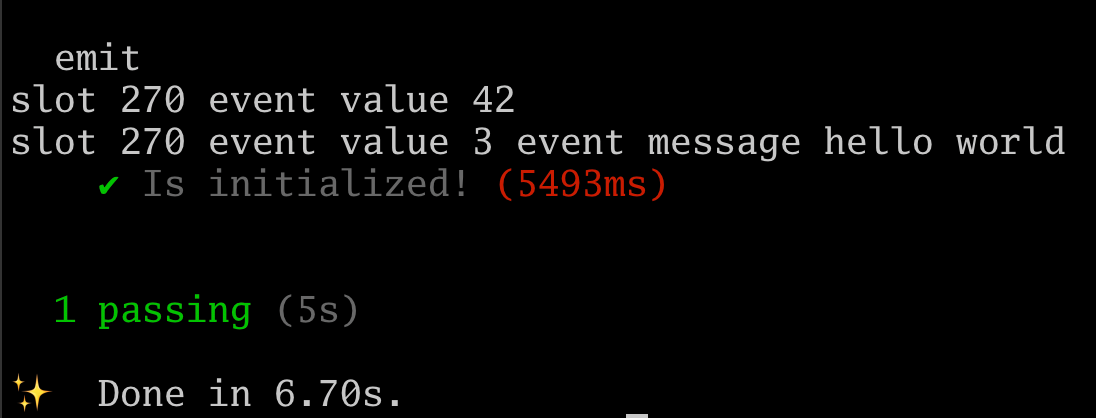 emit
slot 270 event value 42
slot 270 event value 3 event message hello world
✔ Is initialized! (5493ms)
1 passing (5s)
✨ Done in 6.70s.